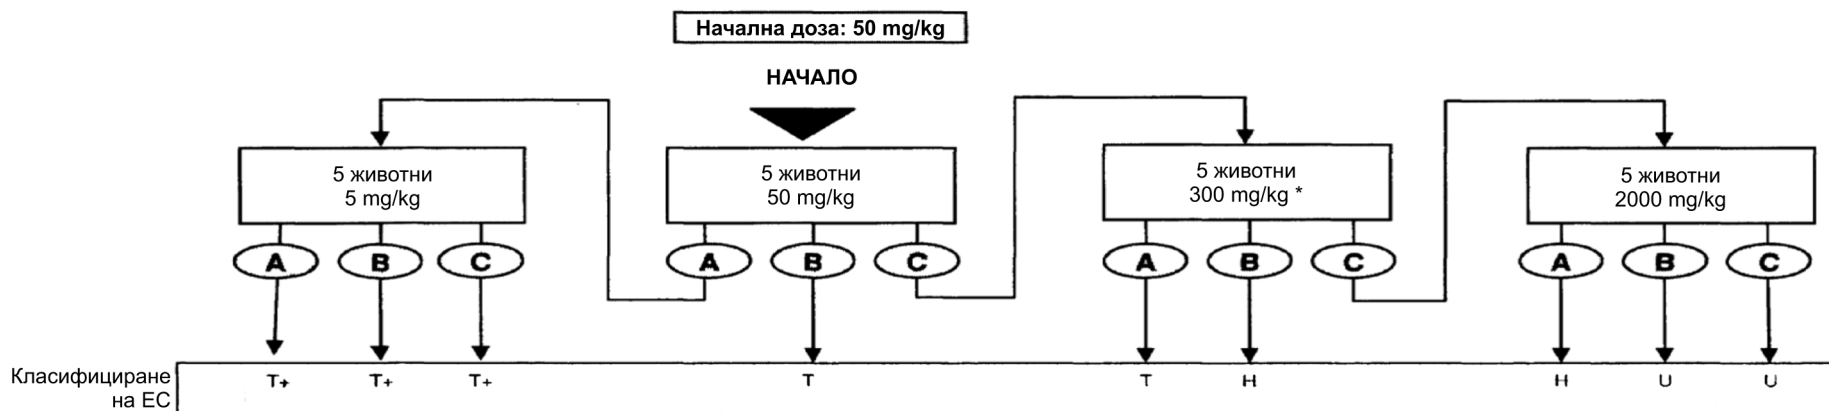 Начална доза: 50 mg/kg
НАЧАЛО
5 животни
5 mg/kg
5 животни
50 mg/kg
5 животни
300 mg/kg *
5 животни
2000 mg/kg
A B C A B C A B C A B C
Класифициране
на ЕС
T+ T+ T+ T T H H U U